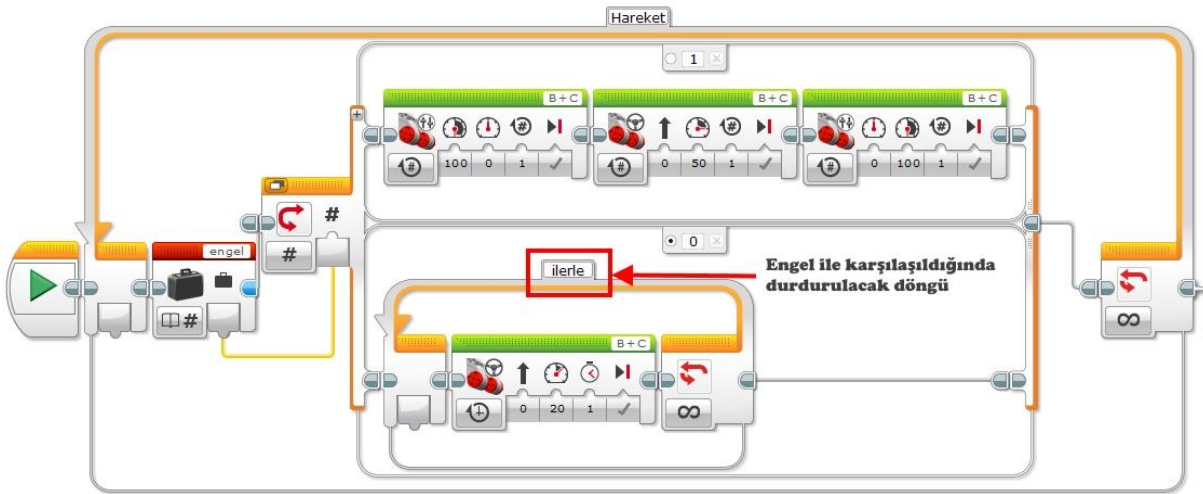 Hareket
1
B + C
B + C
B + C
100 0 1
0 50 1
0 100 1
#
#
engel
#
0
ilerle
Engel ile karşılaşıldığında
durdurulacak döngü
B + C
0 20 1